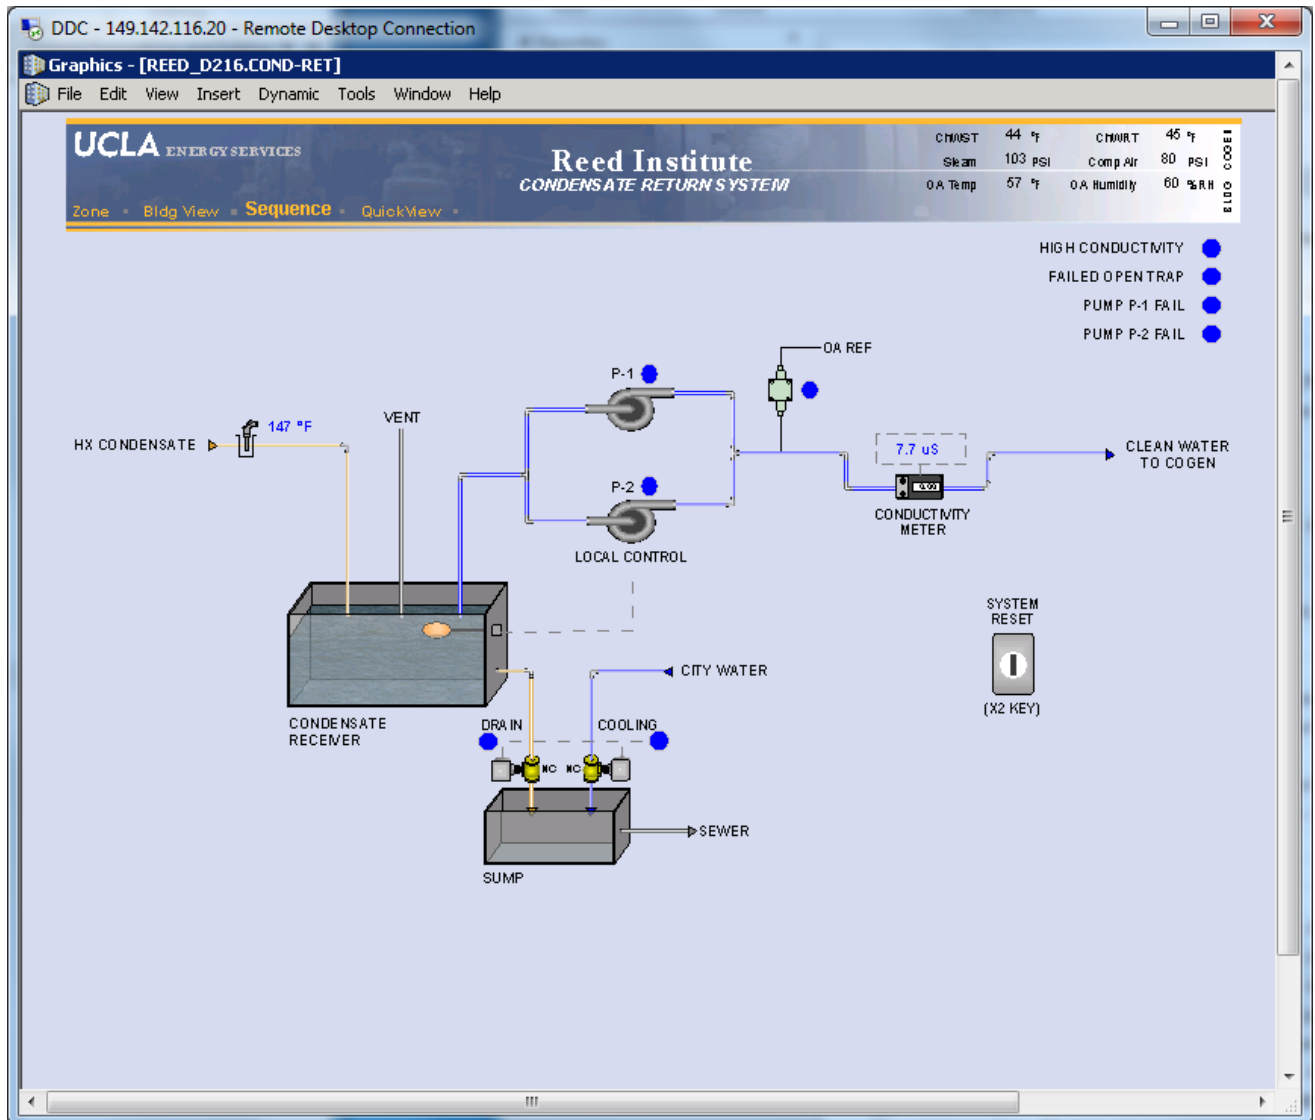 DDC - 149.142.116.20 - Remote Desktop Connection
Graphics - [REED_D216.COND-RET]
File Edit View Insert Dynamic Tools Window Help
UCLA ENERGY SERVICES
Reed Institute
CONDENSATE RETURN SYSTEM
Zone Bldg View Sequence QuickView
CHWST 44 °F CHWRT 45 °F
Steam 103 PSI Comp Air 80 PSI
OA Temp 57 °F OA Humidity 60 %RH
HIGH CONDUCTIVITY
FAILED OPEN TRAP
PUMP P-1 FAIL
PUMP P-2 FAIL
OA REF
P-1
147 °F
VENT
HX CONDENSATE
7.7 uS
CLEAN WATER
TO COGEN
P-2
0.00
CONDUCTIVITY
METER
LOCAL CONTROL
SYSTEM
RESET
(X2 KEY)
CITY WATER
CONDENSATE
RECEIVER
DRAIN
COOLING
NC NC
SEWER
SUMP